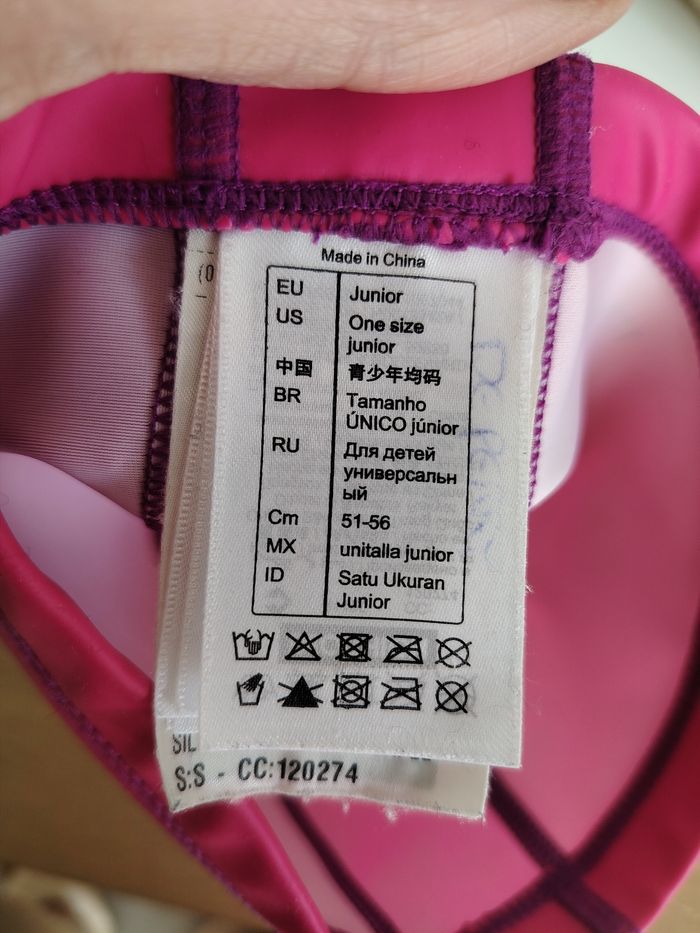 Made in China
EU Junior
US One size
junior
中国 青少年均码
BR Tamanho
ÚNICO júnior
RU Для детей
универсальн
ый
Cm 51-56
MX unitalla junior
ID Satu Ukuran
Junior
SIL
S:S - CC:120274